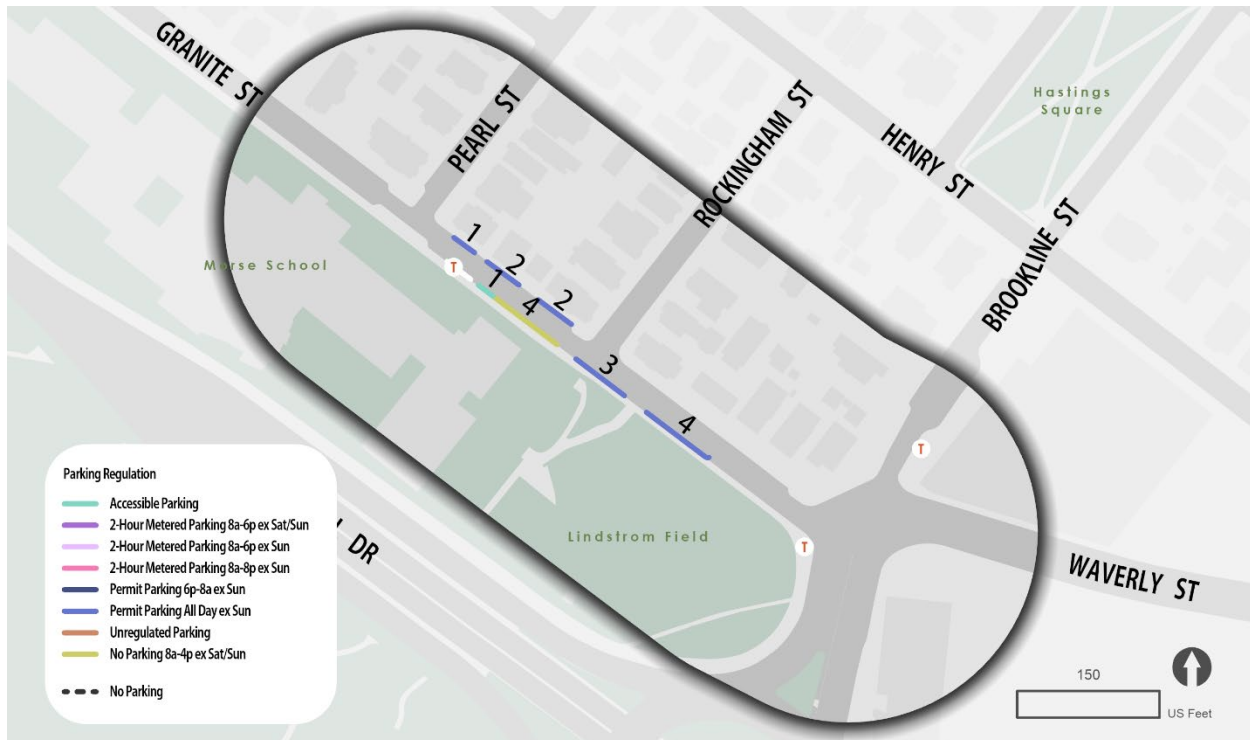 GRANITE ST
PEARL ST
ROCKINGHAM ST
HENRY ST
BROOKLINE ST
Hastings
Square
Morse School
1
2
2
T
1
4
3
4
T
T
Lindstrom Field
WAVERLY ST
DR
Parking Regulation
Accessible Parking
2-Hour Metered Parking 8a-6p ex Sat/Sun
2-Hour Metered Parking 8a-6p ex Sun
2-Hour Metered Parking 8a-8p ex Sun
Permit Parking 6p-8a ex Sun
Permit Parking All Day ex Sun
Unregulated Parking
No Parking 8a-4p ex Sat/Sun
No Parking
150
US Feet